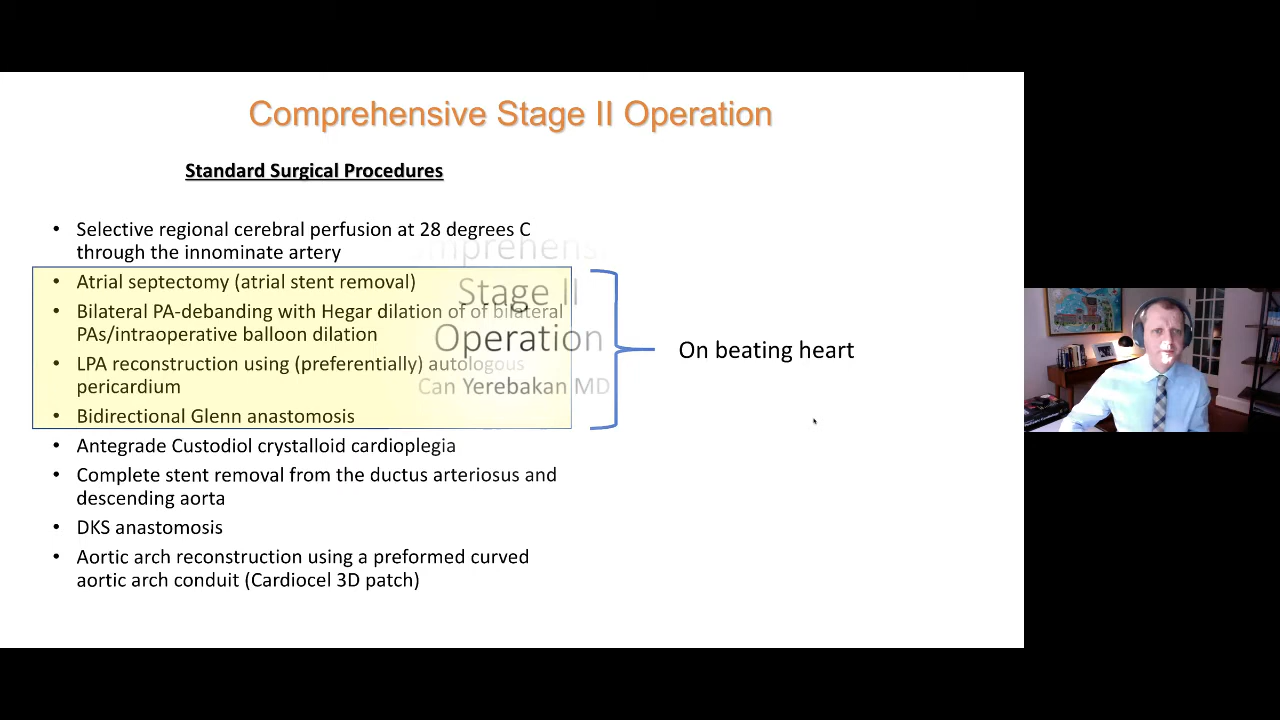 Comprehensive Stage II Operation
Standard Surgical Procedures
• Selective regional cerebral perfusion at 28 degrees C
through the innominate artery
• Atrial septectomy (atrial stent removal)
• Bilateral PA-debanding with Hegar dilation of of bilateral
PAs/intraoperative balloon dilation
• LPA reconstruction using (preferentially) autologous
pericardium
• Bidirectional Glenn anastomosis
• Antegrade Custodiol crystalloid cardioplegia
• Complete stent removal from the ductus arteriosus and
descending aorta
• DKS anastomosis
• Aortic arch reconstruction using a preformed curved
aortic arch conduit (Cardiocel 3D patch)
On beating heart
Stage II
Operation
Can Yerebakan MD